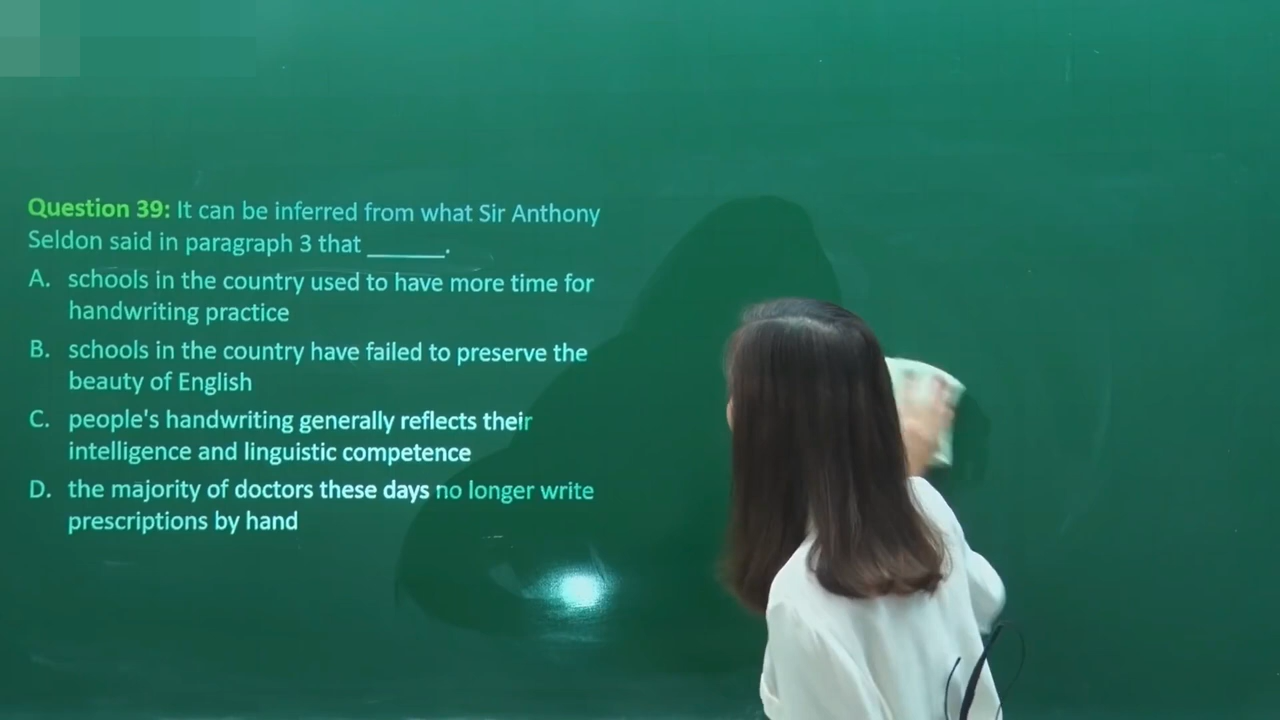 Question 39: It can be inferred from what Sir Anthony
Seldon said in paragraph 3 that ______.
A. schools in the country used to have more time for
handwriting practice
B. schools in the country have failed to preserve the
beauty of English
C. people's handwriting generally reflects their
intelligence and linguistic competence
D. the majority of doctors these days no longer write
prescriptions by hand